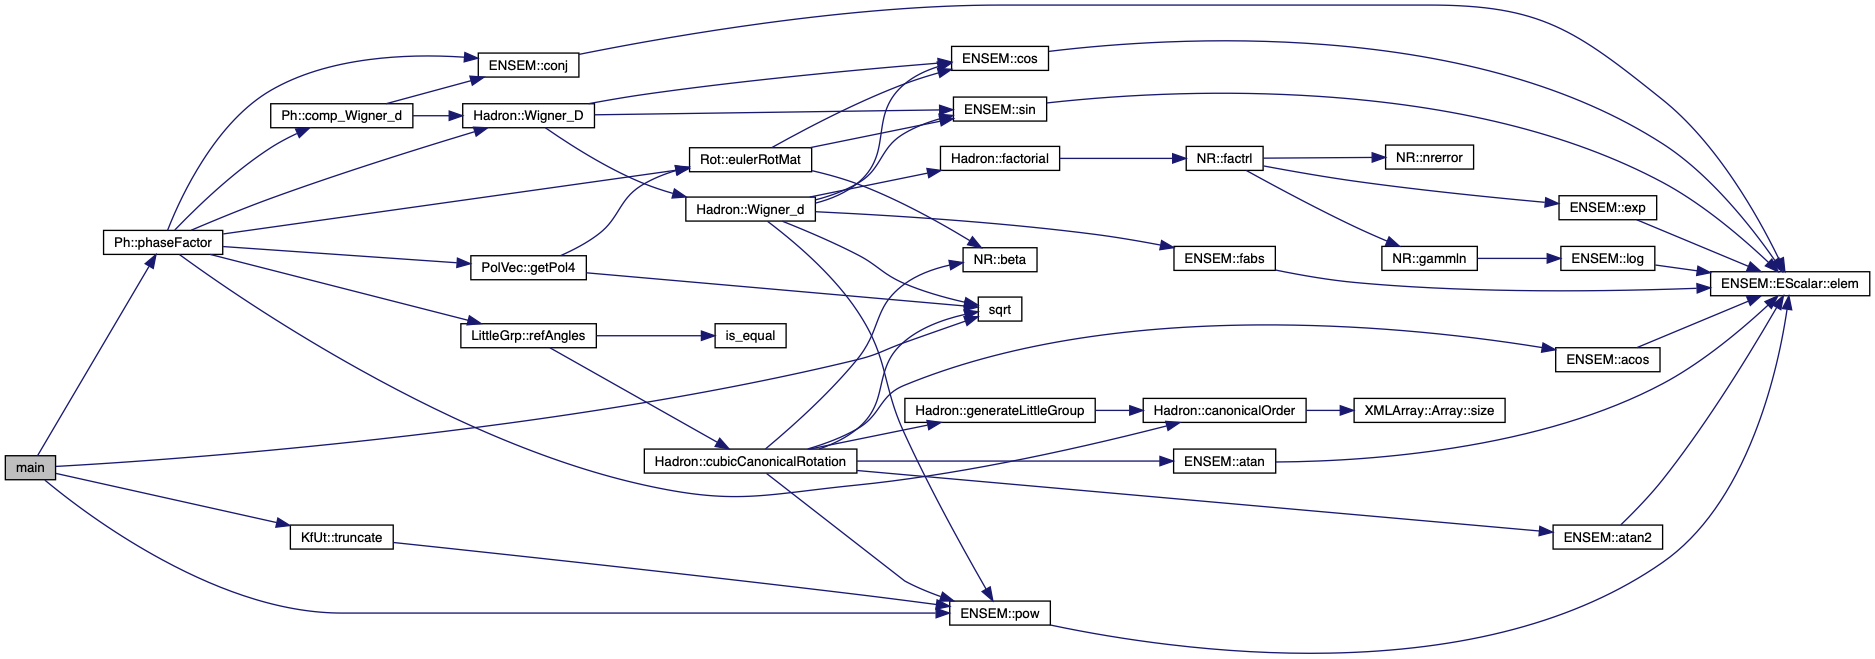 main
Ph::phaseFactor
KfUt::truncate
Ph::comp_Wigner_d
ENSEM::conj
Hadron::Wigner_D
PolVec::getPol4
LittleGrp::refAngles
Rot::eulerRotMat
Hadron::Wigner_d
is_equal
Hadron::cubicCanonicalRotation
ENSEM::cos
ENSEM::sin
Hadron::factorial
NR::beta
sqrt
Hadron::generateLittleGroup
ENSEM::pow
NR::factrl
ENSEM::fabs
Hadron::canonicalOrder
ENSEM::atan
NR::nrerror
NR::gammln
XMLArray::Array::size
ENSEM::exp
ENSEM::log
ENSEM::acos
ENSEM::atan2
ENSEM::EScalar::elem